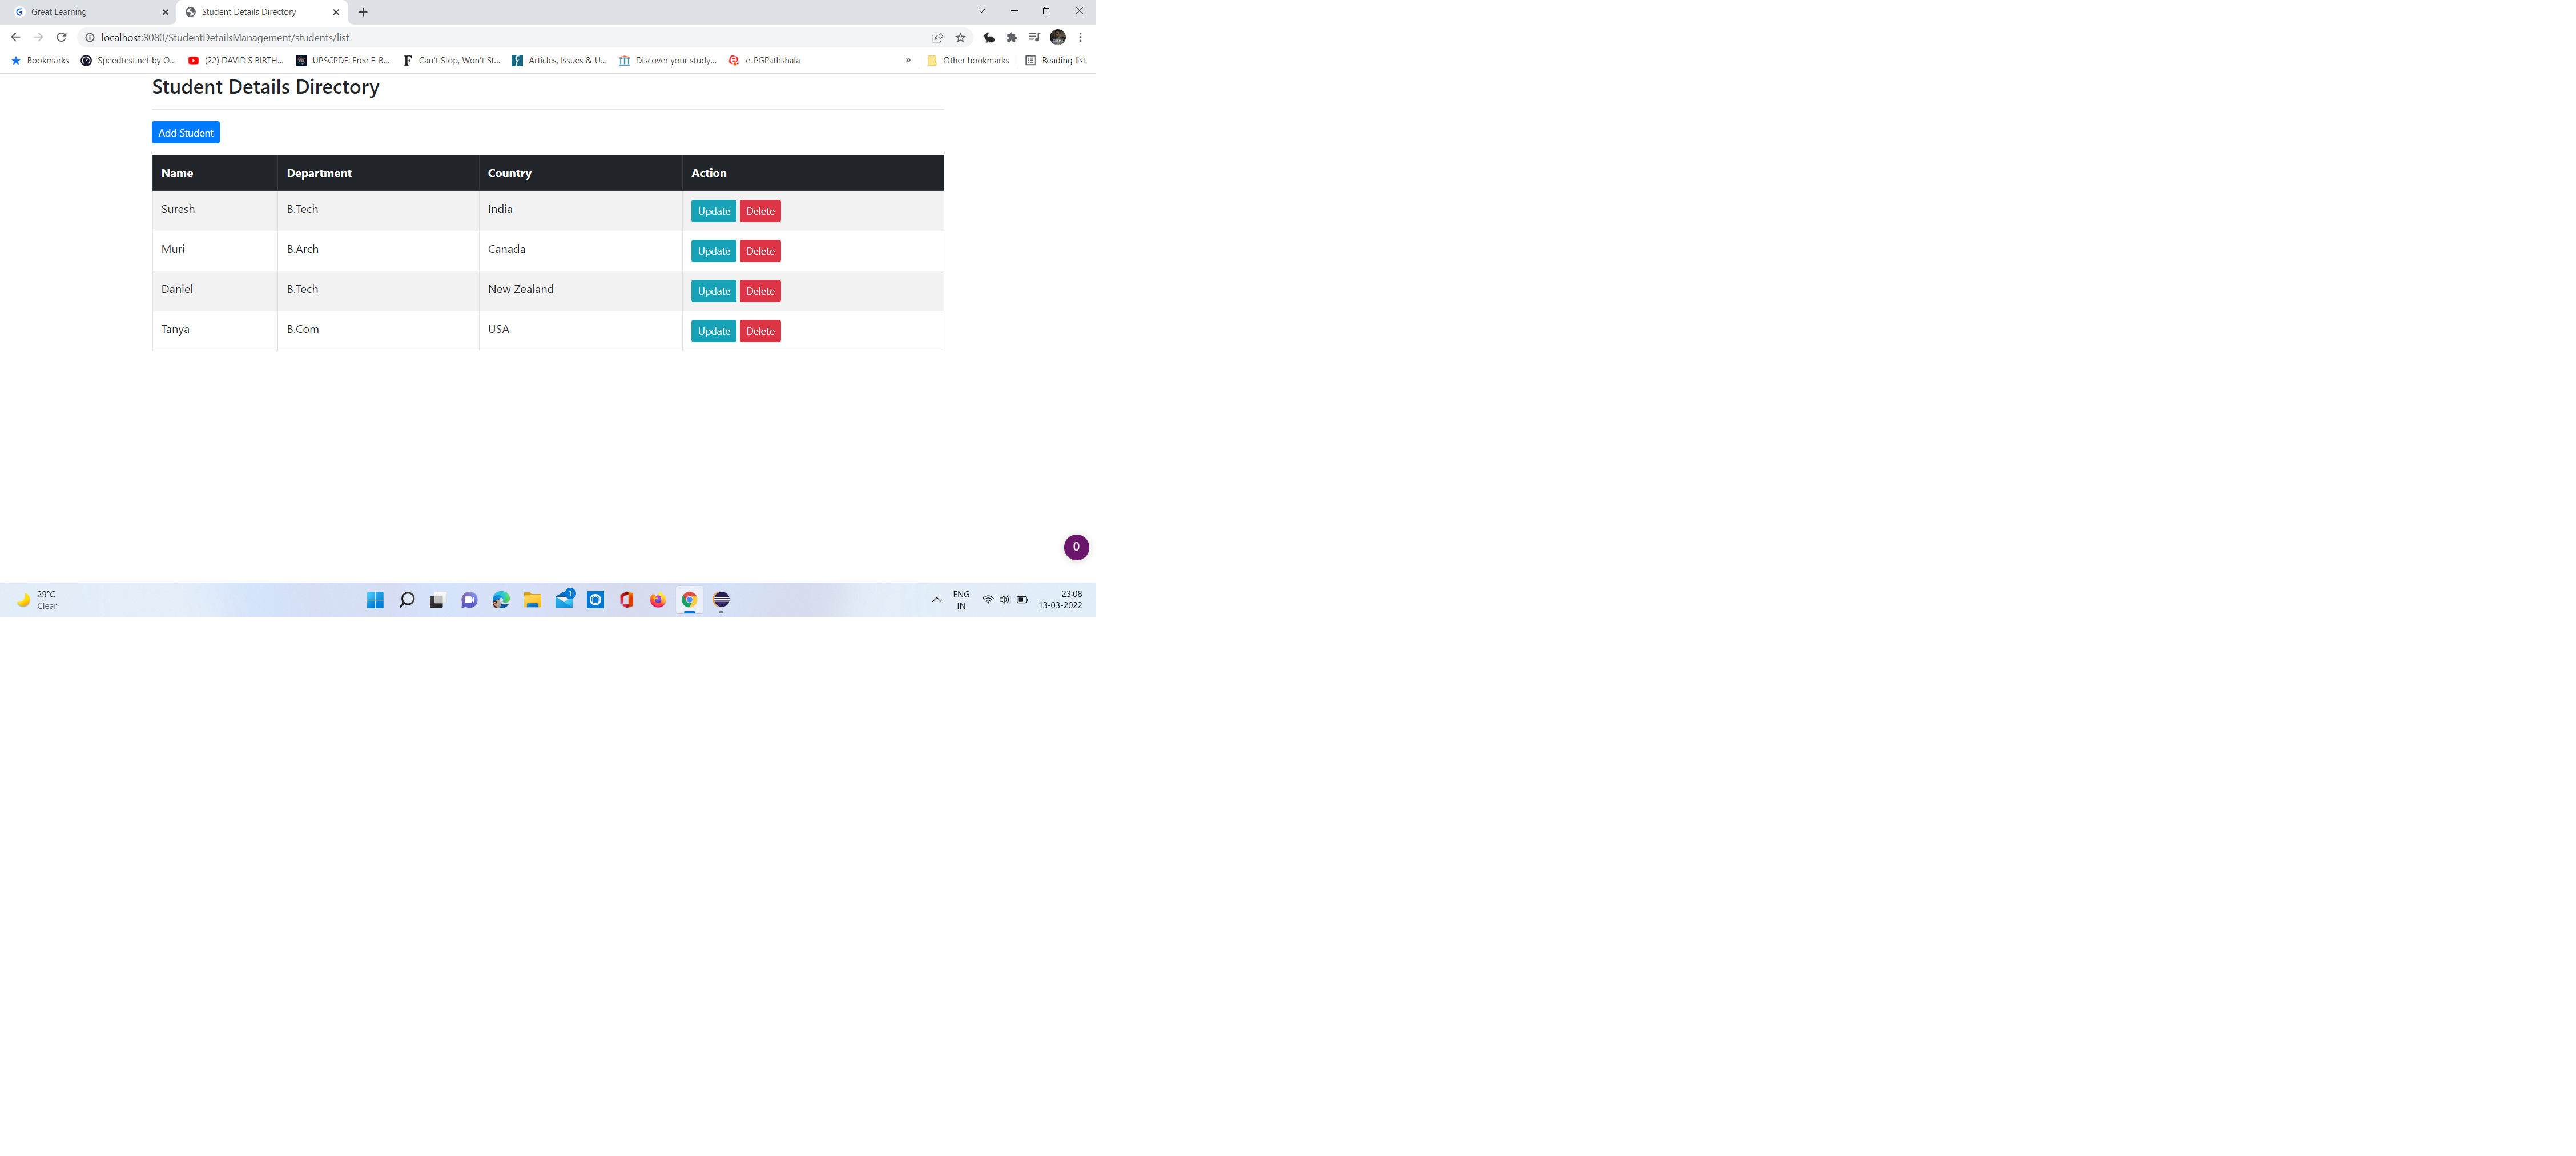 Great Learning
Student Details Directory
localhost:8080/StudentDetailsManagement/students/list
Bookmarks Speedtest.net by O... (22) DAVID'S BIRTH... UPSCPDF: Free E-B... Can't Stop, Won't St... Articles, Issues & U... Discover your study... e-PGPathshala » Other bookmarks Reading list
Student Details Directory
Add Student
Name Department Country Action
Suresh B.Tech India Update Delete
Muri B.Arch Canada Update Delete
Daniel B.Tech New Zealand Update Delete
Tanya B.Com USA Update Delete
0
29°C
Clear
1
ENG
IN
23:08
13-03-2022